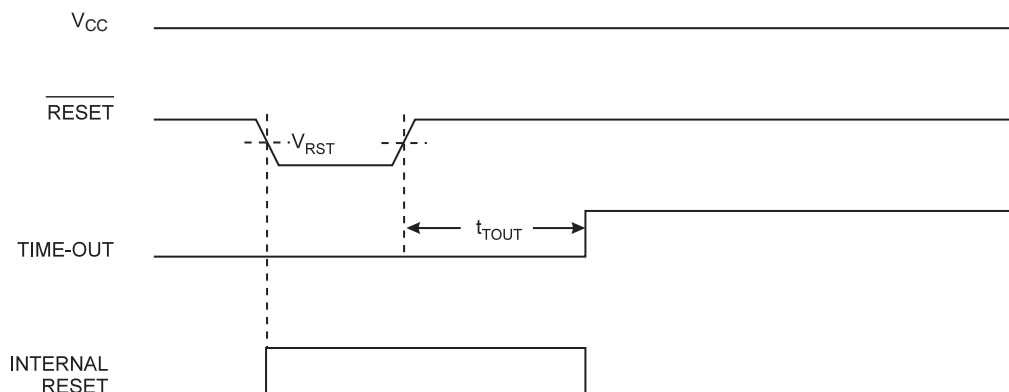 VCC
RESET
VRST
tTOUT
TIME-OUT
INTERNAL
RESET